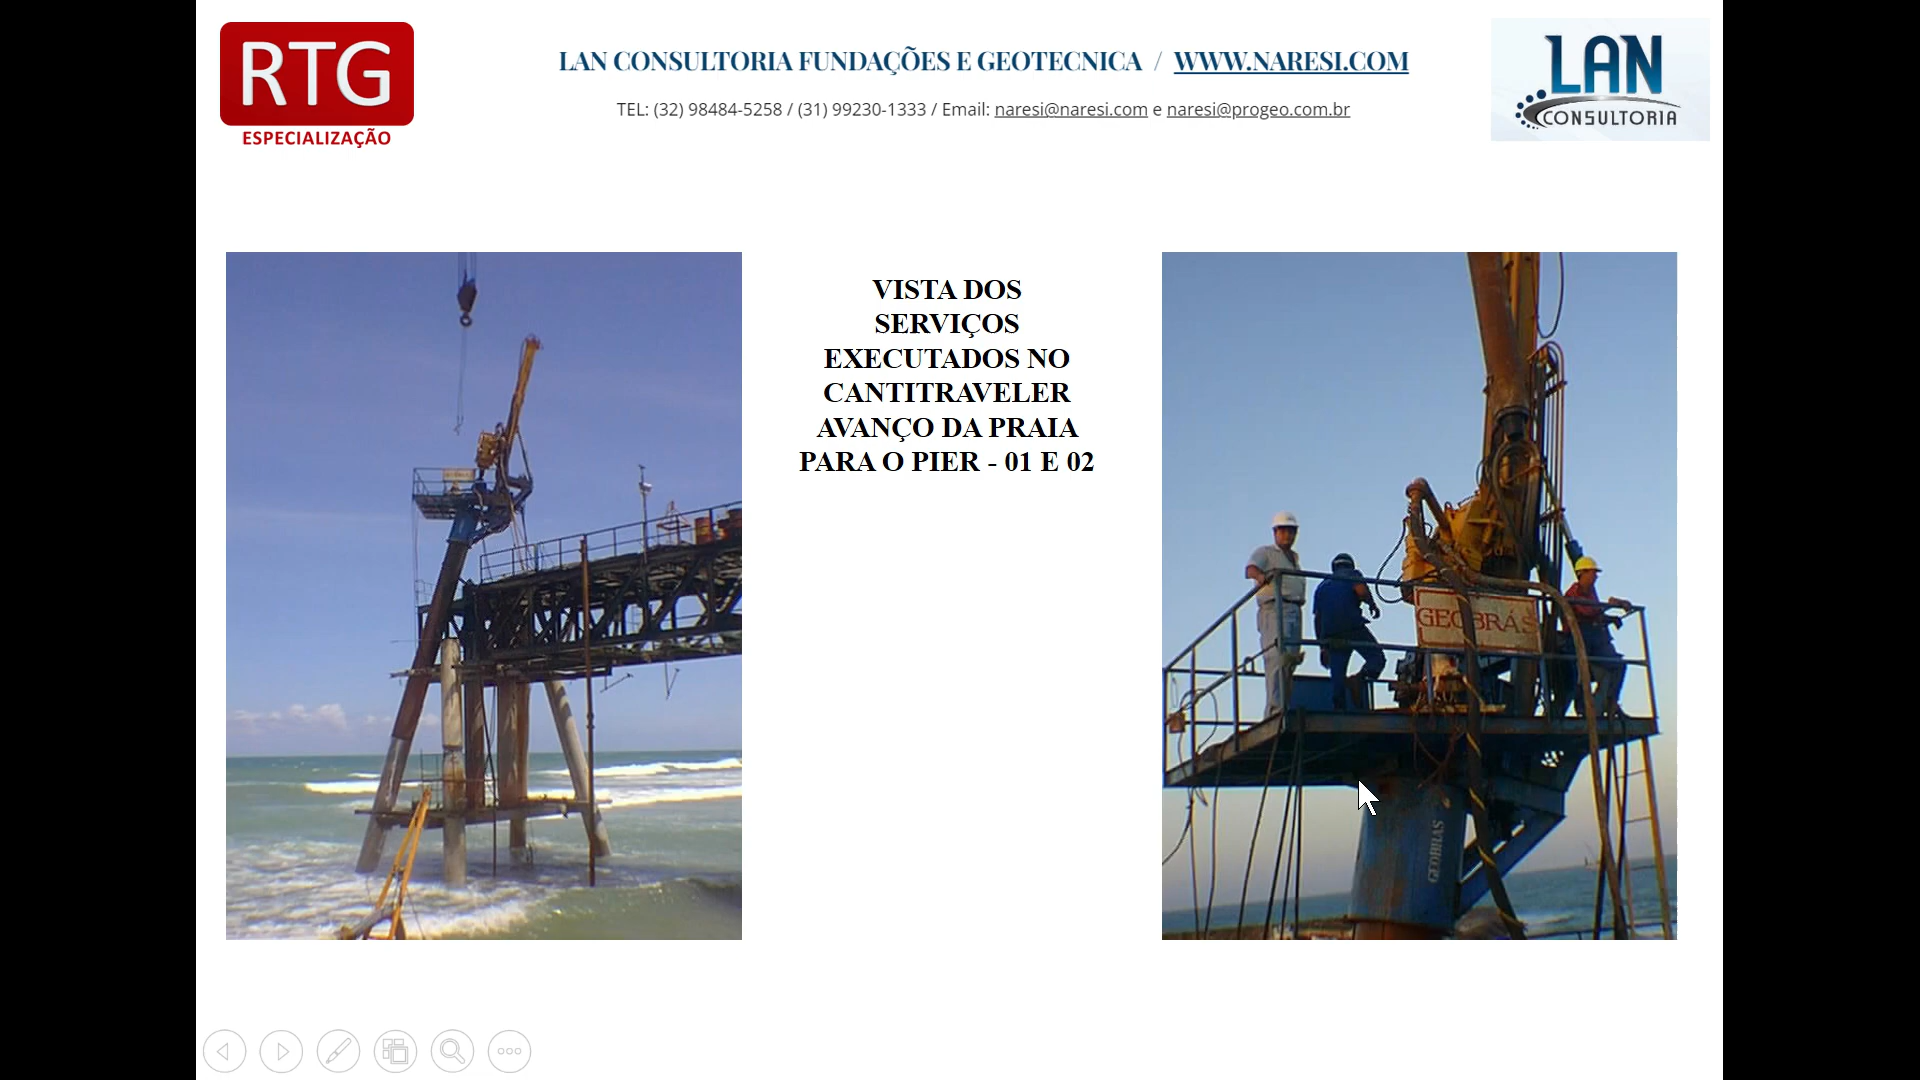 RTG
ESPECIALIZAÇÃO
LAN CONSULTORIA FUNDAÇÕES E GEOTECNICA / WWW.NARESI.COM
TEL: (32) 98484-5258 / (31) 99230-1333 / Email: naresi@naresi.com e naresi@progeo.com.br
LAN
CONSULTORIA
VISTA DOS
SERVIÇOS
EXECUTADOS NO
CANTITRAVELER
AVANÇO DA PRAIA
PARA O PIER - 01 E 02
GEOBRÁS
GEOBRAS